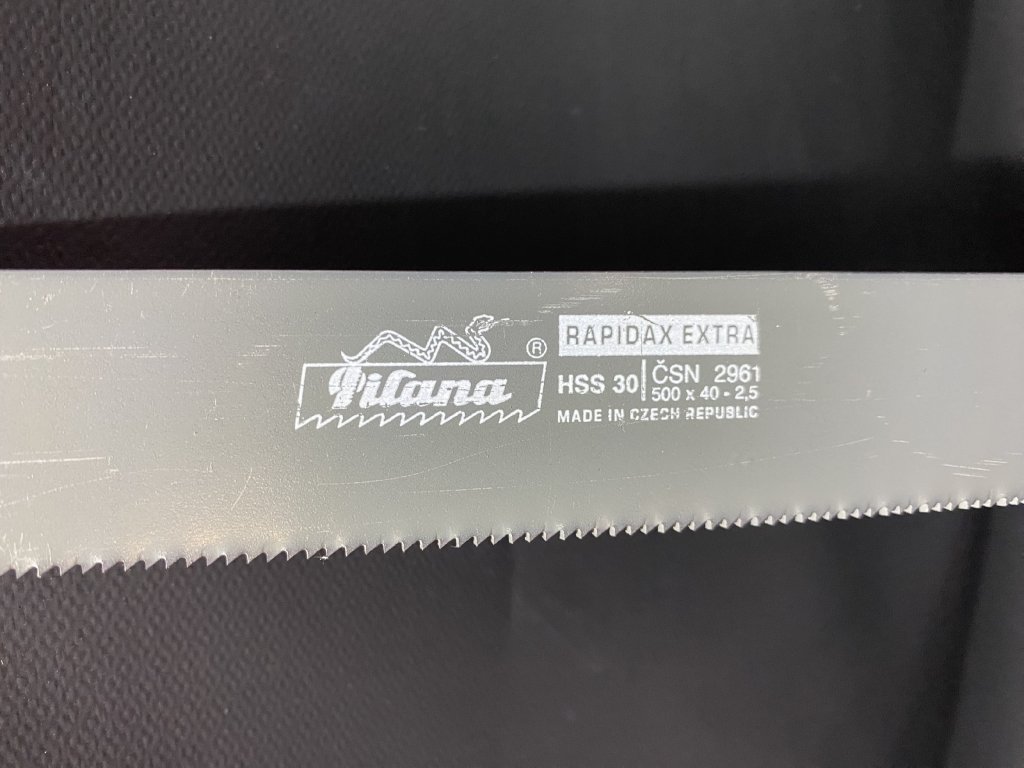 Pilana ®
RAPIDAX EXTRA
HSS 30
ČSN 2961
500 x 40 - 2,5
MADE IN CZECH REPUBLIC